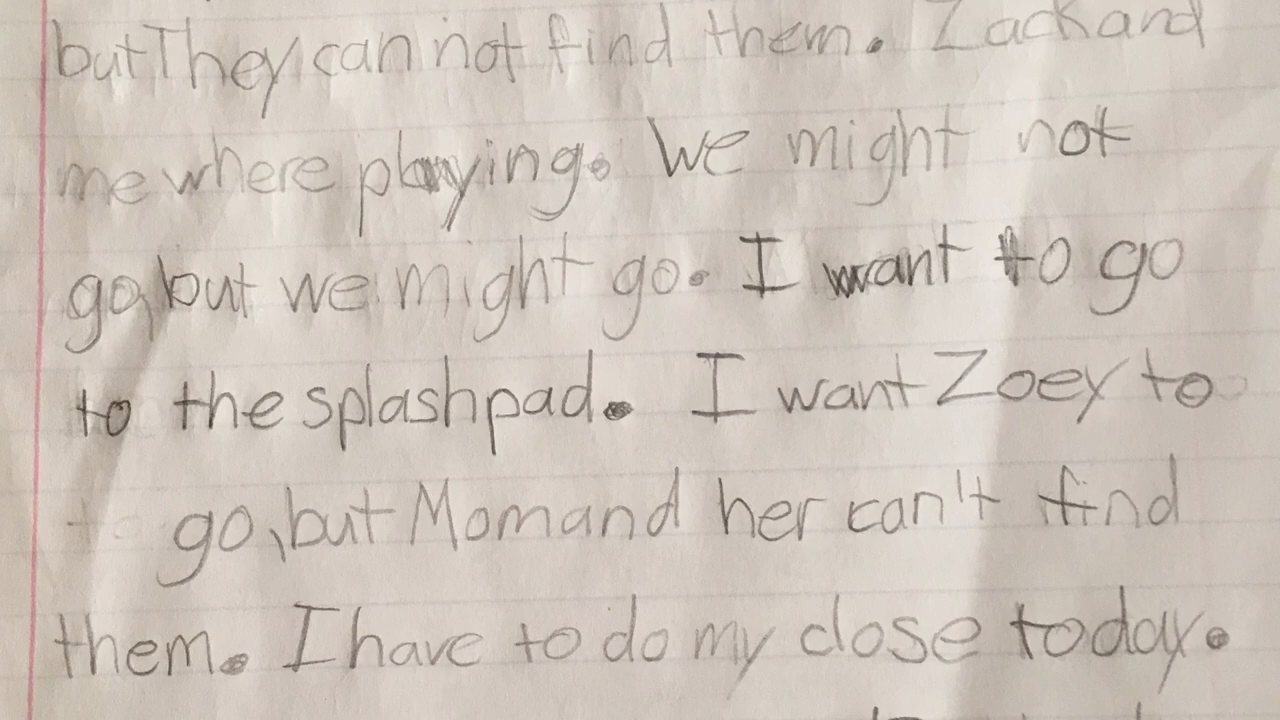 but They can not find them. Zack and
me where playing. We might not
go, but we might go. I want to go
to the splashpad. I want Zoey to
go, but Mom and her can't find
them. I have to do my close today.